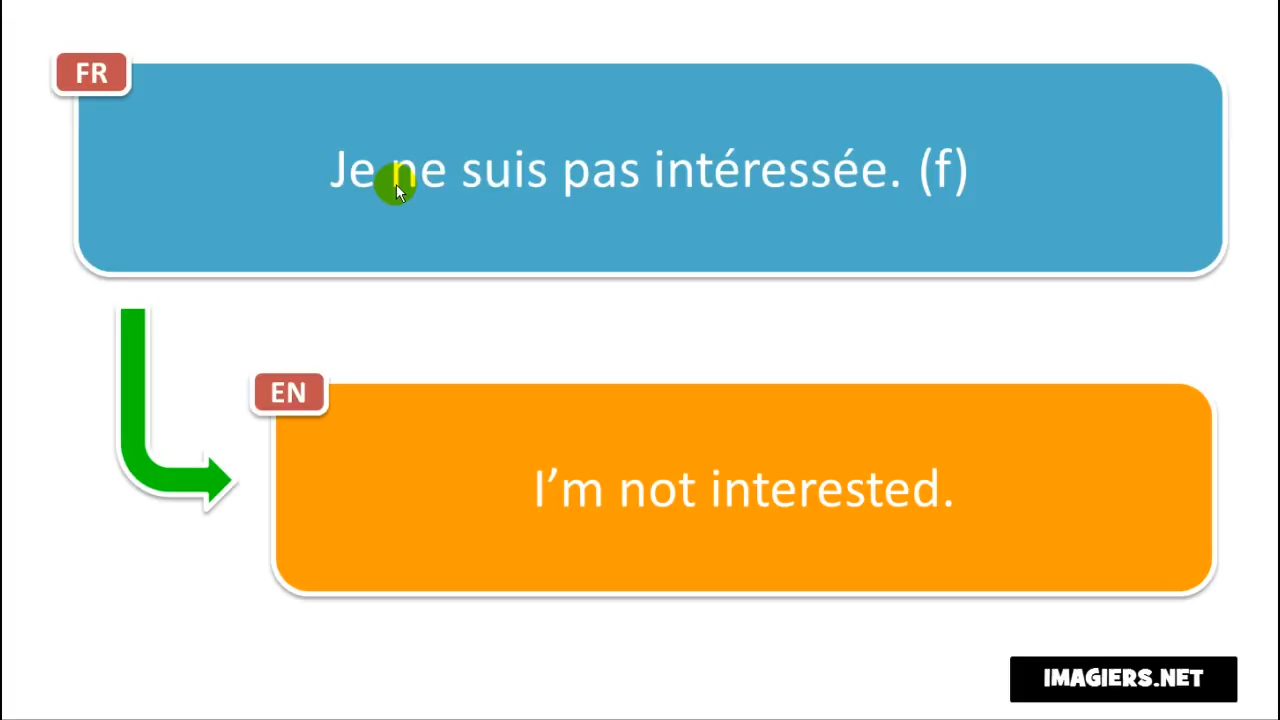 FR
Je ne suis pas intéressée. (f)
EN
I’m not interested.
IMAGIERS.NET